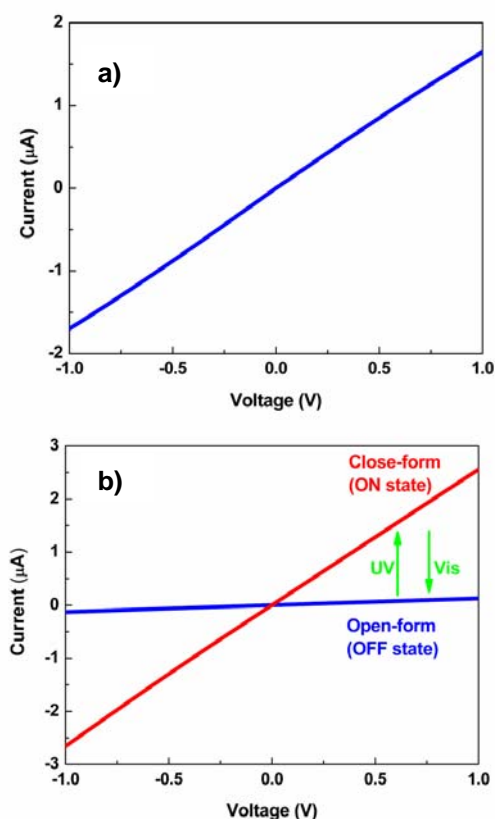 a)
2
1
0
-1
-2
Current (μA)
-1.0 -0.5 0.0 0.5 1.0
Voltage (V)
b)
3
2
1
0
-1
-2
-3
Current (μA)
Close-form
(ON state)
UV Vis
Open-form
(OFF state)
-1.0 -0.5 0.0 0.5 1.0
Voltage (V)